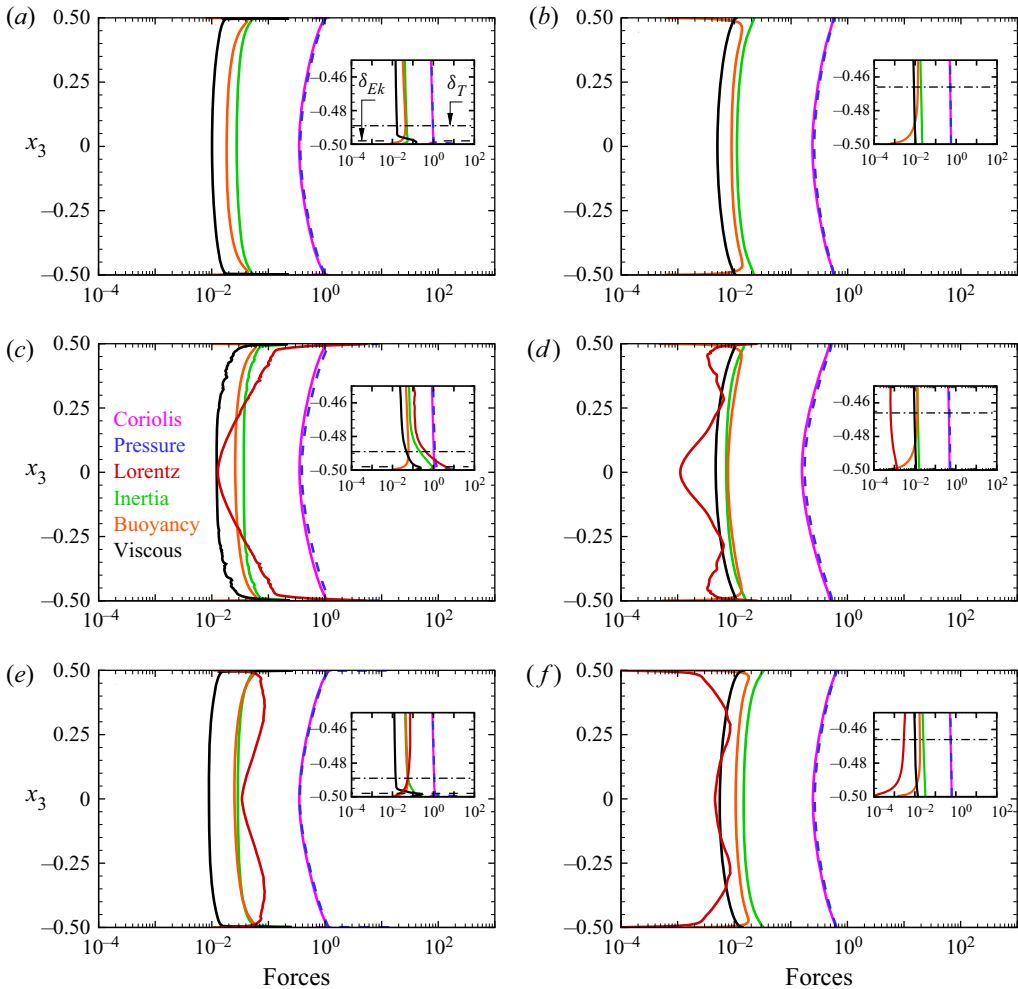 (a)
(b)
0.50
0.25
x3
0
–0.25
–0.50
10–4
10–2
100
102
–0.46
–0.48
–0.50
10–4 10–2 100 102
δEk
δT
0.50
0.25
0
–0.25
–0.50
10–4
10–2
100
102
–0.46
–0.48
–0.50
10–4 10–2 100 102
(c)
(d)
0.50
0.25
x3
0
–0.25
–0.50
Coriolis
Pressure
Lorentz
Inertia
Buoyancy
Viscous
10–4
10–2
100
102
–0.46
–0.48
–0.50
10–4 10–2 100 102
0.50
0.25
0
–0.25
–0.50
10–4
10–2
100
102
–0.46
–0.48
–0.50
10–4 10–2 100 102
(e)
(f)
0.50
0.25
x3
0
–0.25
–0.50
10–4
10–2
100
102
–0.46
–0.48
–0.50
10–4 10–2 100 102
Forces
0.50
0.25
0
–0.25
–0.50
10–4
10–2
100
102
–0.46
–0.48
–0.50
10–4 10–2 100 102
Forces